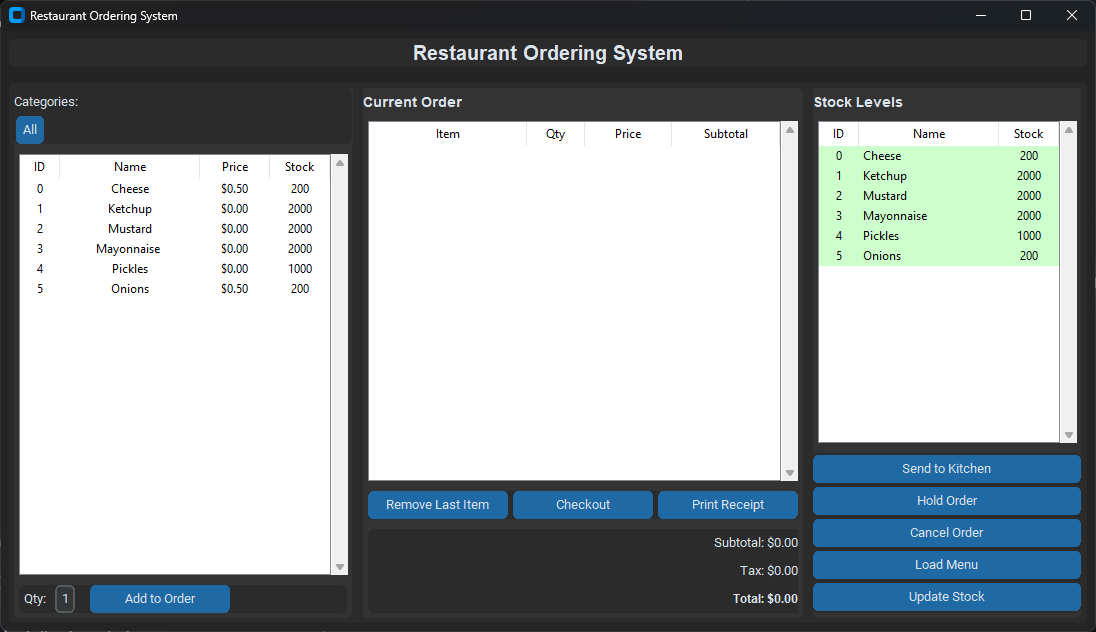 Restaurant Ordering System
Restaurant Ordering System
Categories:
All
ID Name Price Stock
0 Cheese $0.50 200
1 Ketchup $0.00 2000
2 Mustard $0.00 2000
3 Mayonnaise $0.00 2000
4 Pickles $0.00 1000
5 Onions $0.50 200
Qty: 1 Add to Order
Current Order
Item Qty Price Subtotal
Remove Last Item Checkout Print Receipt
Subtotal: $0.00
Tax: $0.00
Total: $0.00
Stock Levels
ID Name Stock
0 Cheese 200
1 Ketchup 2000
2 Mustard 2000
3 Mayonnaise 2000
4 Pickles 1000
5 Onions 200
Send to Kitchen
Hold Order
Cancel Order
Load Menu
Update Stock